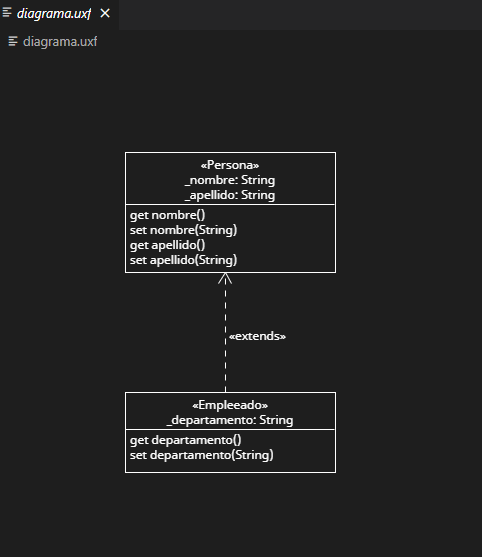 diagrama.uxf
diagrama.uxf
«Persona»
_nombre: String
_apellido: String
get nombre()
set nombre(String)
get apellido()
set apellido(String)
«extends»
«Empleeado»
_departamento: String
get departamento()
set departamento(String)